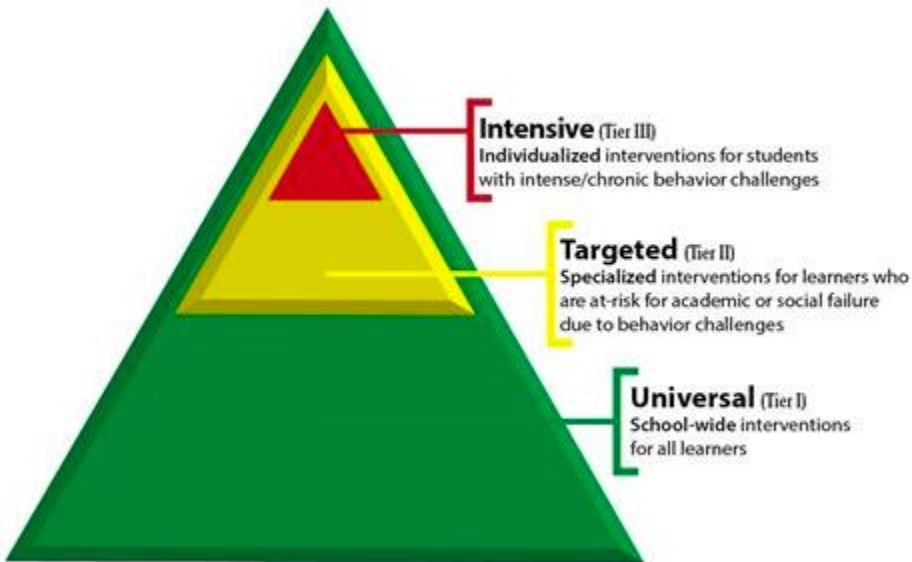 Intensive (Tier III)
Individualized interventions for students
with intense/chronic behavior challenges
Targeted (Tier II)
Specialized interventions for learners who
are at-risk for academic or social failure
due to behavior challenges
Universal (Tier I)
School-wide interventions
for all learners